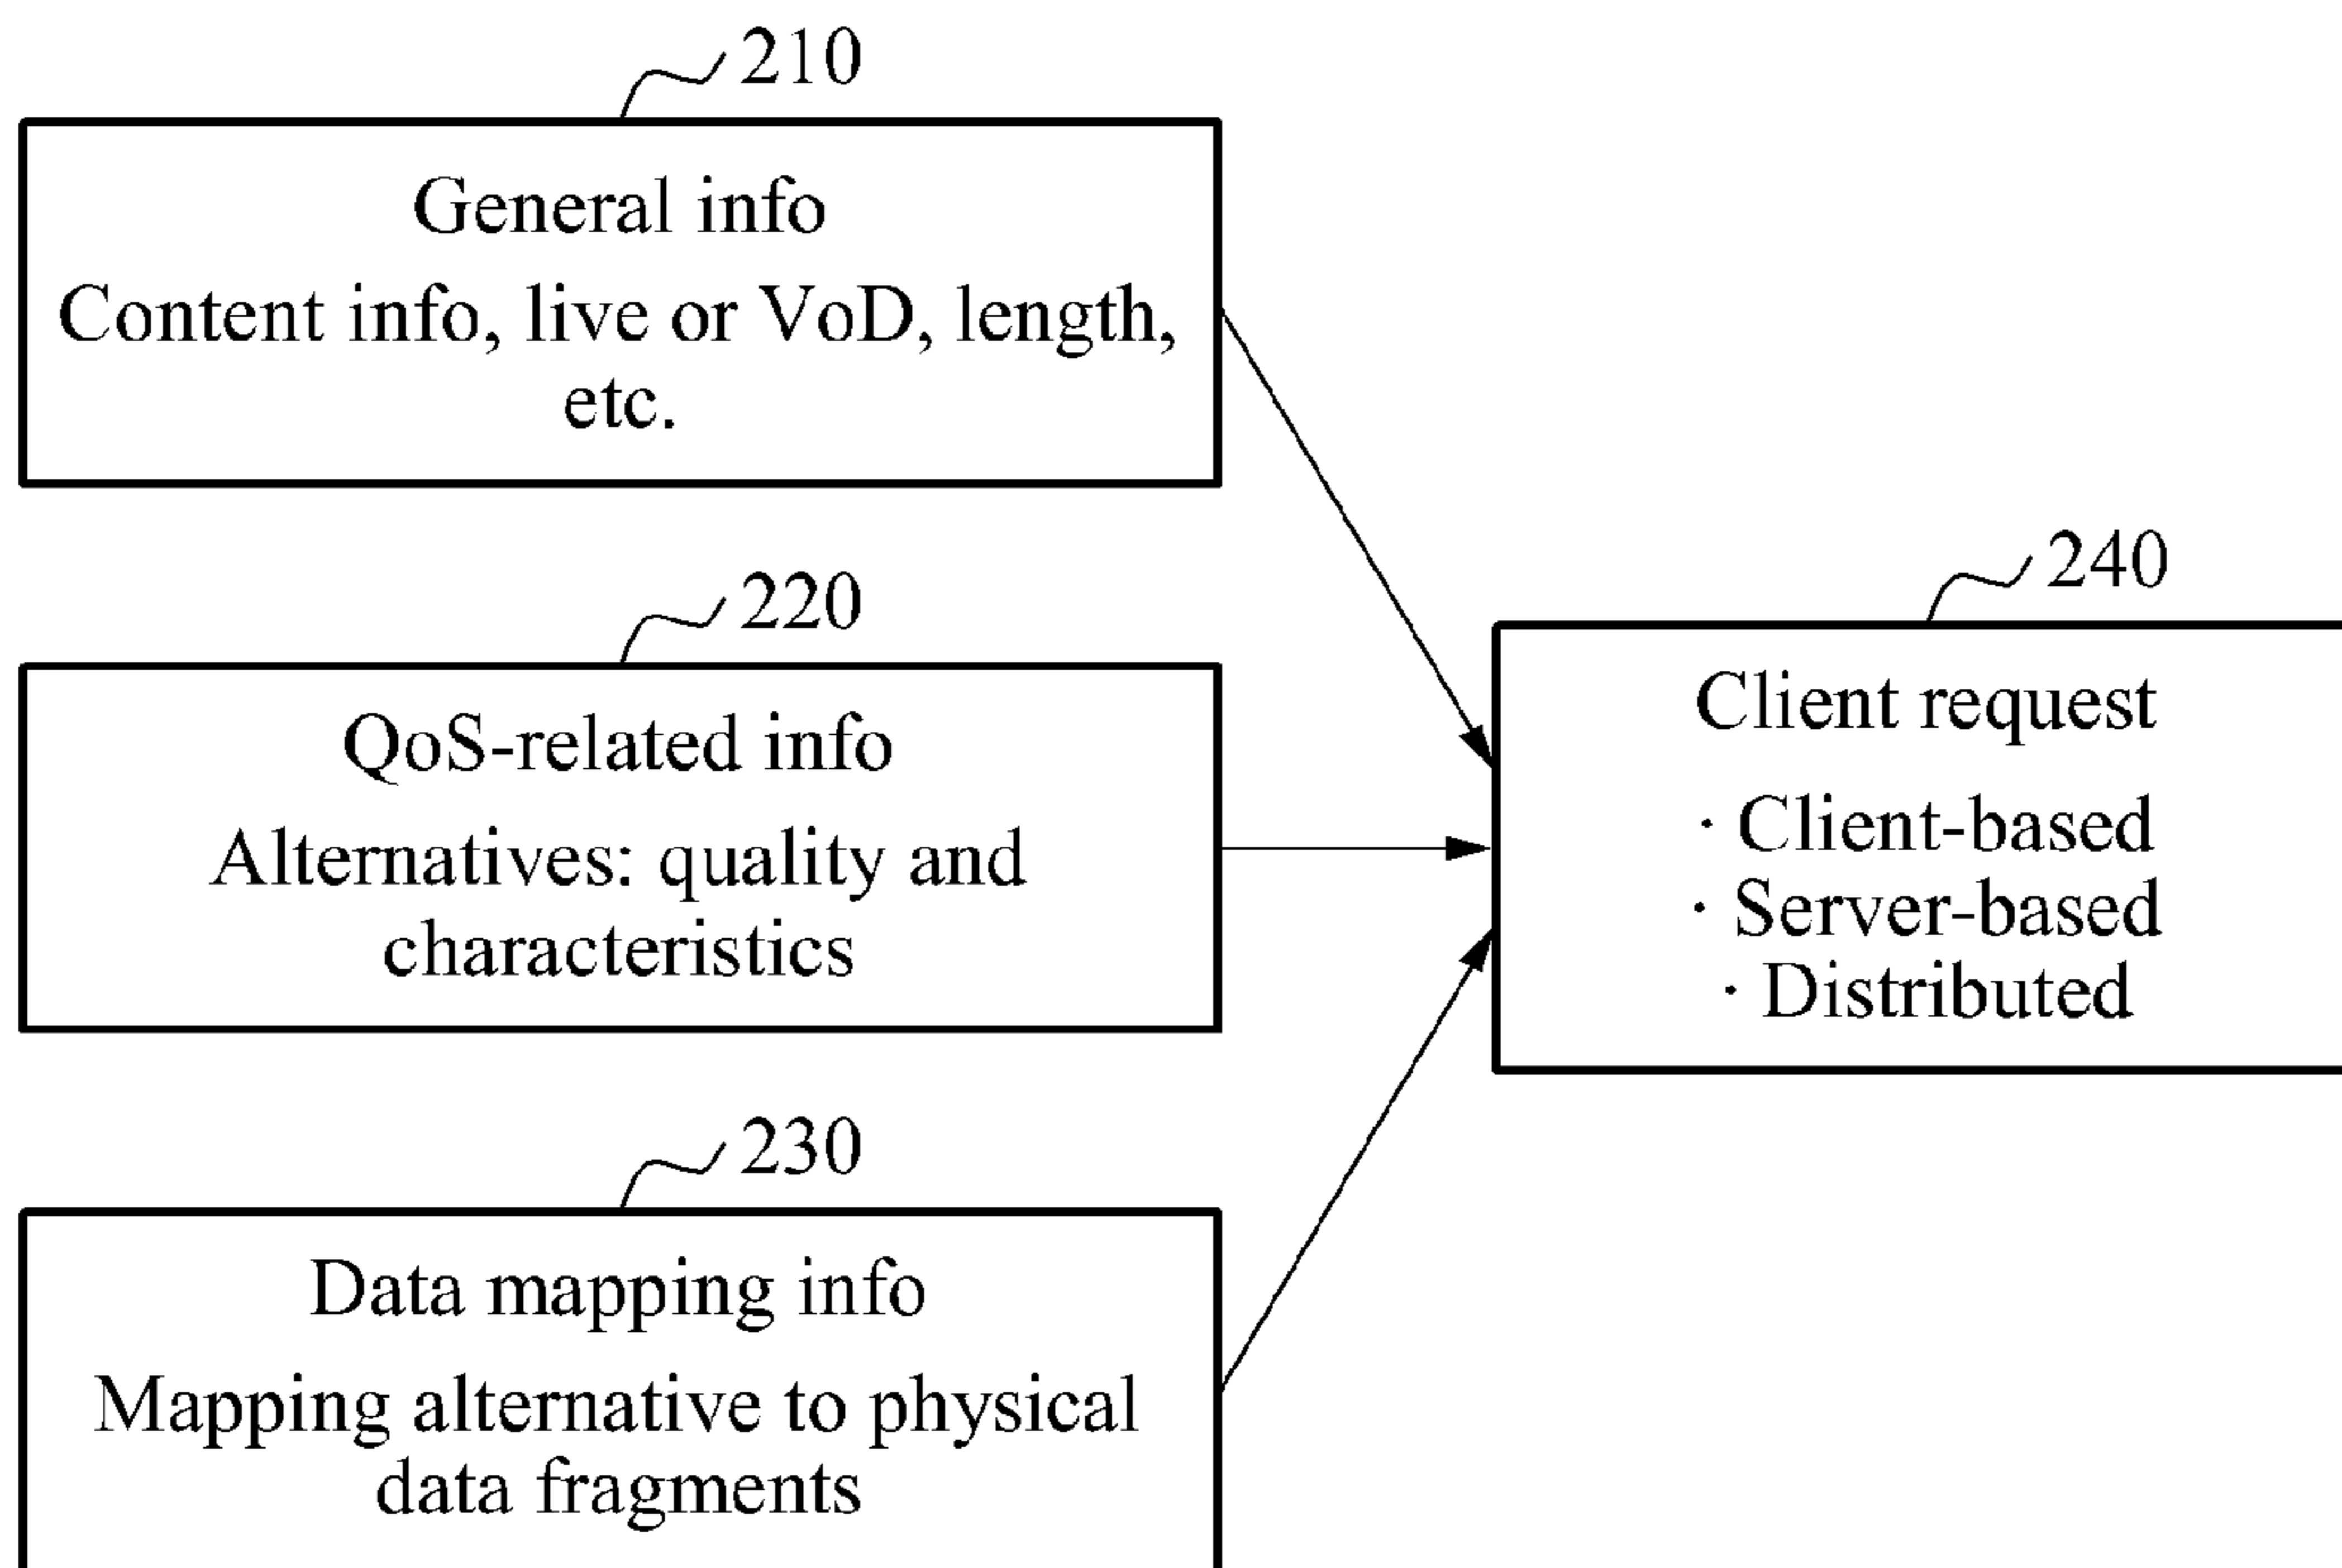 210
General info
Content info, live or VoD, length,
etc.
220
QoS-related info
Alternatives: quality and
characteristics
230
Data mapping info
Mapping alternative to physical
data fragments
240
Client request
· Client-based
· Server-based
· Distributed